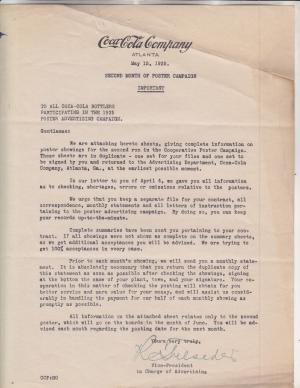 Coca-Cola Company
ATLANTA
May 15, 1925.
SECOND MONTH OF POSTER CAMPAIGN
IMPORTANT
TO ALL COCA-COLA BOTTLERS
PARTICIPATING IN THE 1925
POSTER ADVERTISING CAMPAIGN.
Gentlemen:
We are attaching hereto sheets, giving complete information on
poster showings for the second run in the Cooperative Poster Campaign.
These sheets are in duplicate - one set for your files and one set to
be signed by you and returned to the Advertising Department, Coca-Cola
Company, Atlanta, Ga., at the earliest possible moment.
In our letter to you of April 4, we gave you all information
as to checking, shortages, errors or omissions relative to the posters.
We urge that you keep a separate file for your contract, all
correspondence, monthly statements and all letters of instruction per-
taining to the poster advertising campaign. By doing so, you can keep
your records up-to-the-minute.
Complete summaries have been sent you pertaining to your con-
tract. If all showings were not shown as complete on the summary sheets,
as we get additional acceptances you will be advised. We are trying to
get 100% acceptances in every case.
Prior to each month's showing, we will send you a monthly state-
ment. It is absolutely necessary that you return the duplicate copy of
this statement as soon as possible after checking the showings, signing
at the bottom the name of your plant, town, and your signature. Your co-
operation in this matter of checking the posting will obtain for you
better service and more value for your money, and will assist us consid-
erably in handling the payment for our half of each monthly showing as
promptly as possible.
All information on the attached sheet relates only to the second
poster, which will go on the boards in the month of June. You will be ad-
vised each month regarding the posting date for the next month.
Yours very truly,
Vice-President
in Charge of Advertising